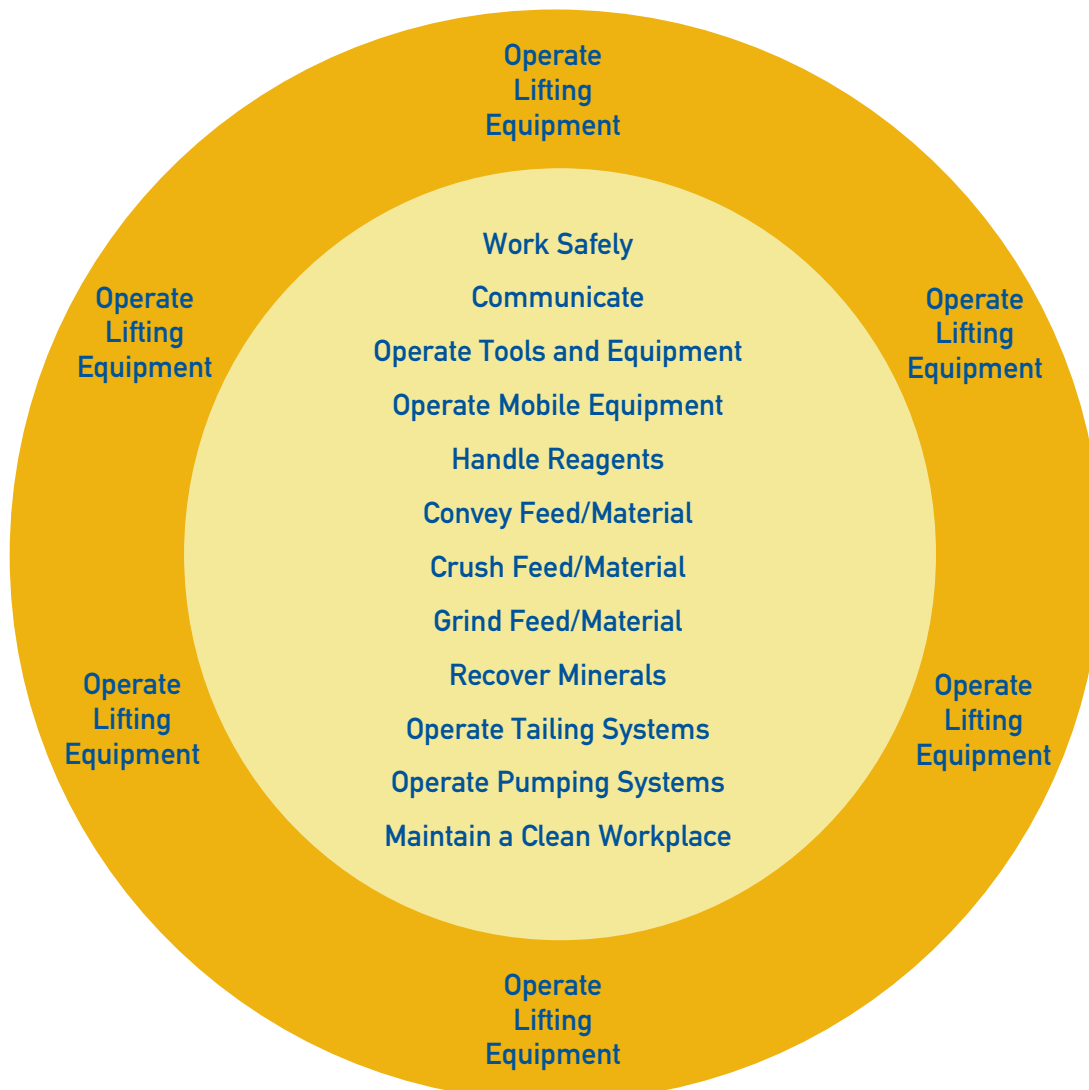 Operate
Lifting
Equipment
Work Safely
Communicate
Operate Tools and Equipment
Operate Mobile Equipment
Handle Reagents
Convey Feed/Material
Crush Feed/Material
Grind Feed/Material
Recover Minerals
Operate Tailing Systems
Operate Pumping Systems
Maintain a Clean Workplace
Operate
Lifting
Equipment
Operate
Lifting
Equipment
Operate
Lifting
Equipment
Operate
Lifting
Equipment
Operate
Lifting
Equipment